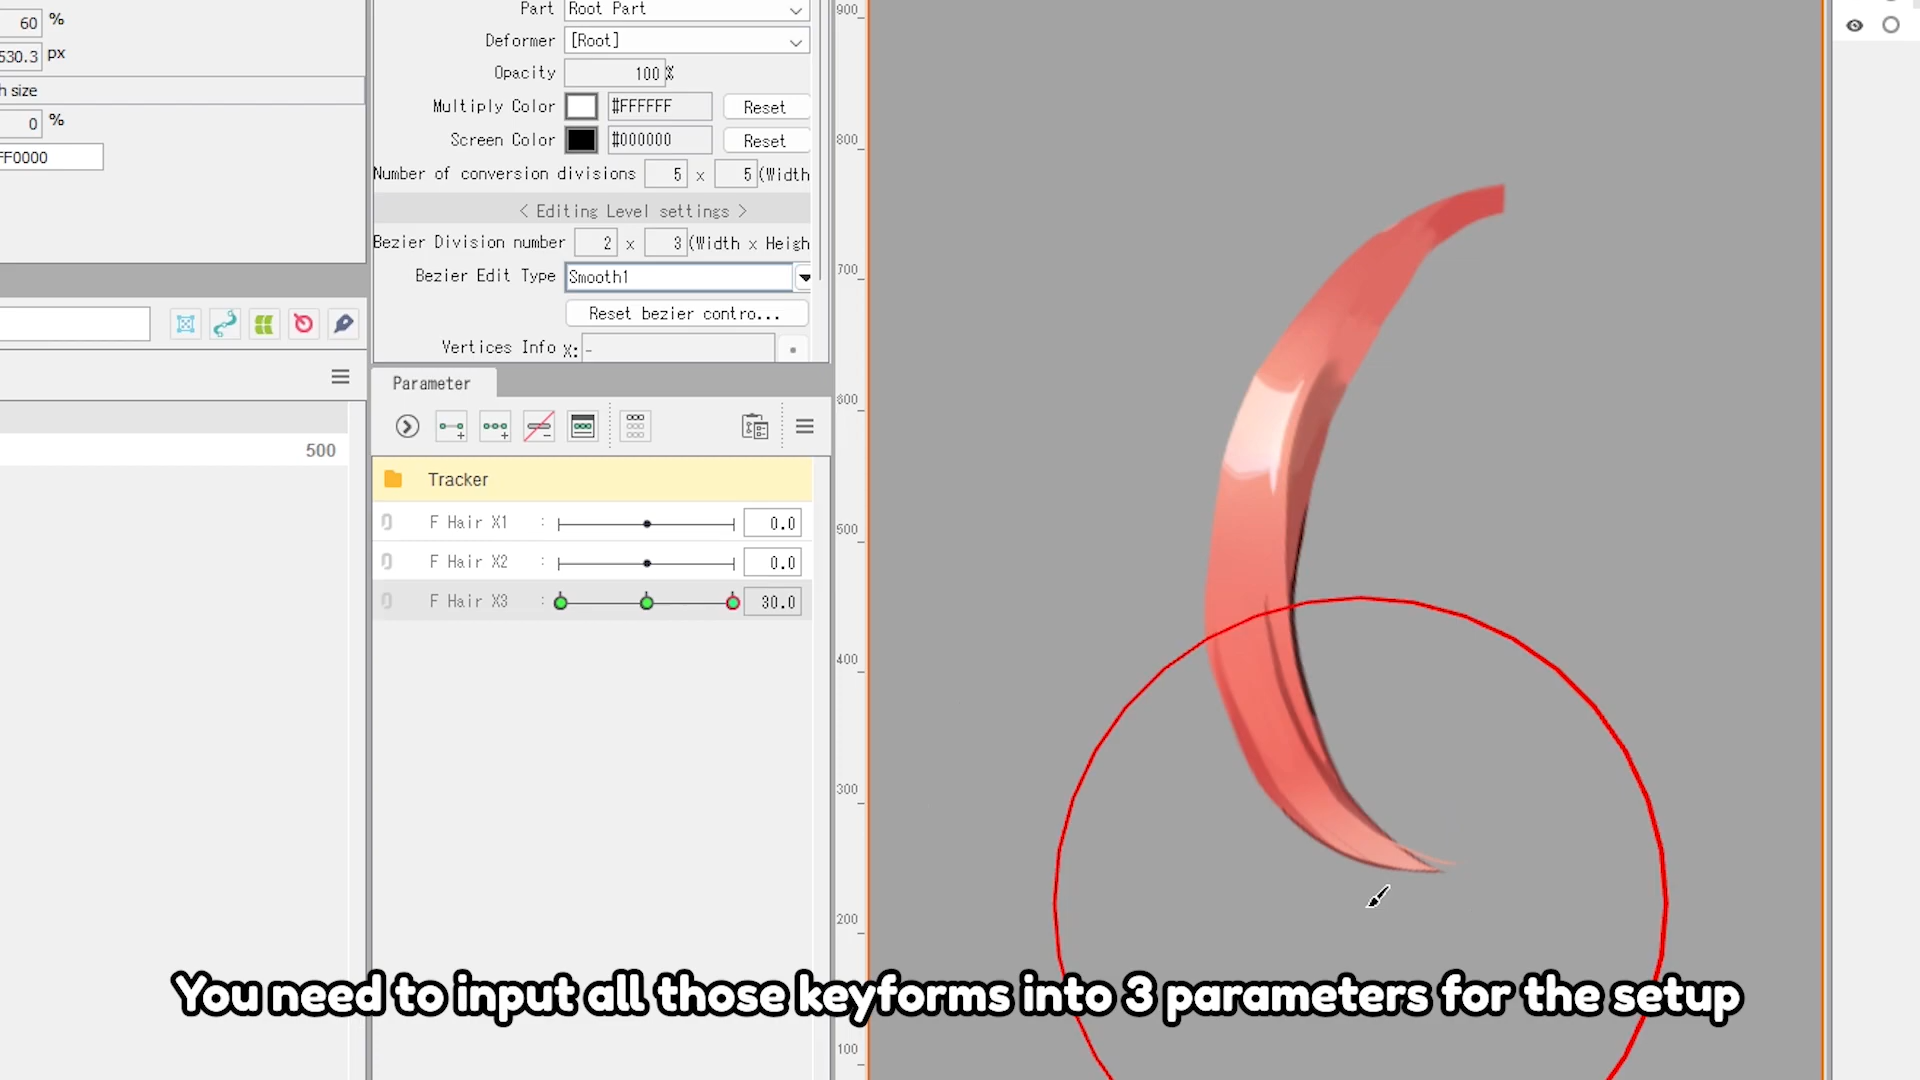 60 %
530.3 px
h size
0 %
FF0000
500
Part Root Part
Deformer [Root]
Opacity 100 %
Multiply Color #FFFFFF Reset
Screen Color #000000 Reset
Number of conversion divisions 5 x 5 (Width
< Editing Level settings >
Bezier Division number 2 x 3 (Width x Heigh
Bezier Edit Type Smooth1
Reset bezier contro...
Vertices Info X: -
Parameter
Tracker
F Hair X1 : 0.0
F Hair X2 : 0.0
F Hair X3 : 30.0
900
800
700
600
500
400
300
200
100
You need to input all those keyforms into 3 parameters for the setup